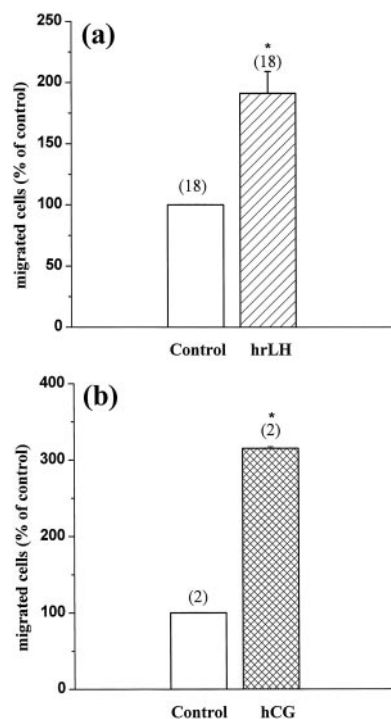 (a)
*
(18)
250
200
150
100
50
0
(18)
migrated cells (% of control)
Control hrLH
(b)
*
(2)
400
300
200
100
0
(2)
migrated cells (% of control)
Control hCG